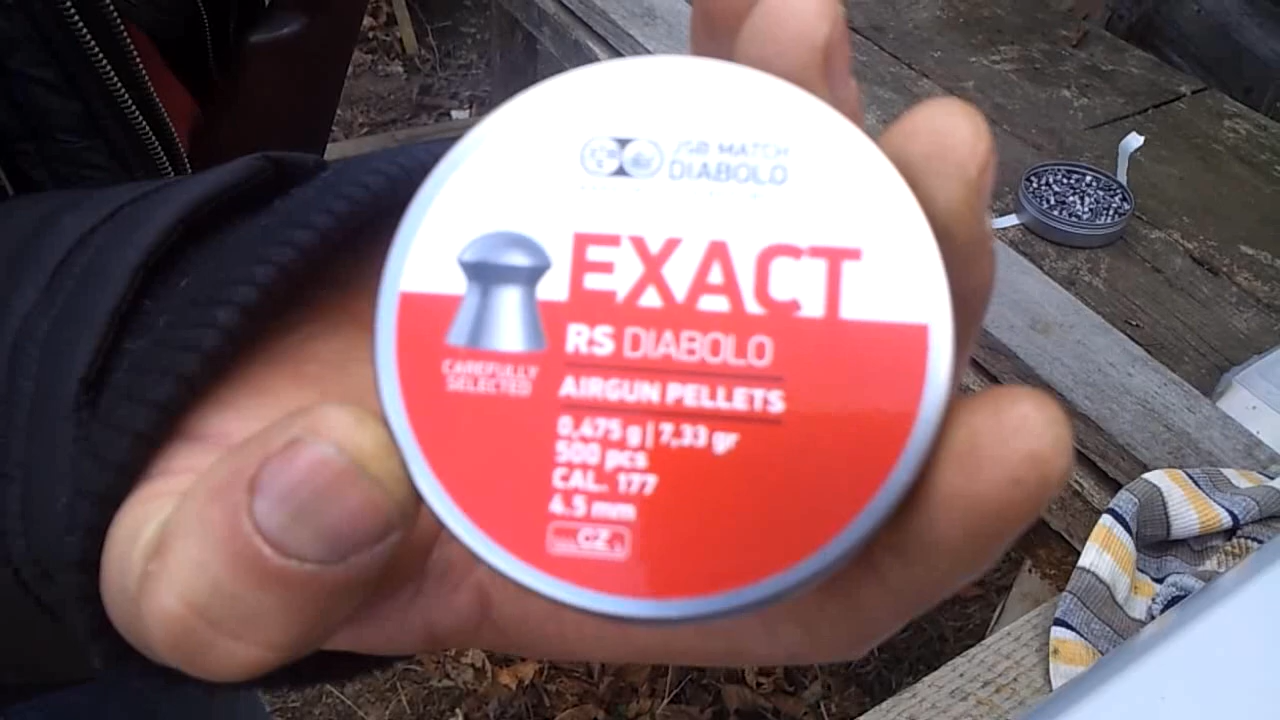 JSB MATCH
DIABOLO
EXACT
RS DIABOLO
CAREFULLY
SELECTED
AIRGUN PELLETS
0,475 g | 7,33 gr
500 pcs
CAL. 177
4.5 mm
CZ